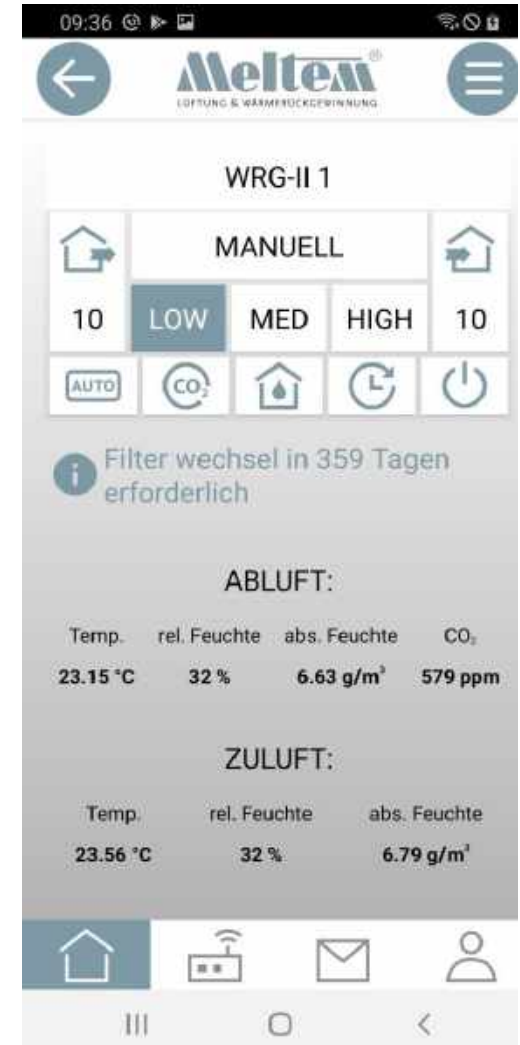 09:36
Meltem®
LÜFTUNG & WÄRMERÜCKGEWINNUNG
WRG-II 1
MANUELL
10 LOW MED HIGH 10
AUTO CO₂
Filter wechsel in 359 Tagen
erforderlich
ABLUFT:
Temp. rel. Feuchte abs. Feuchte CO₂
23.15 °C 32 % 6.63 g/m³ 579 ppm
ZULUFT:
Temp. rel. Feuchte abs. Feuchte
23.56 °C 32 % 6.79 g/m³